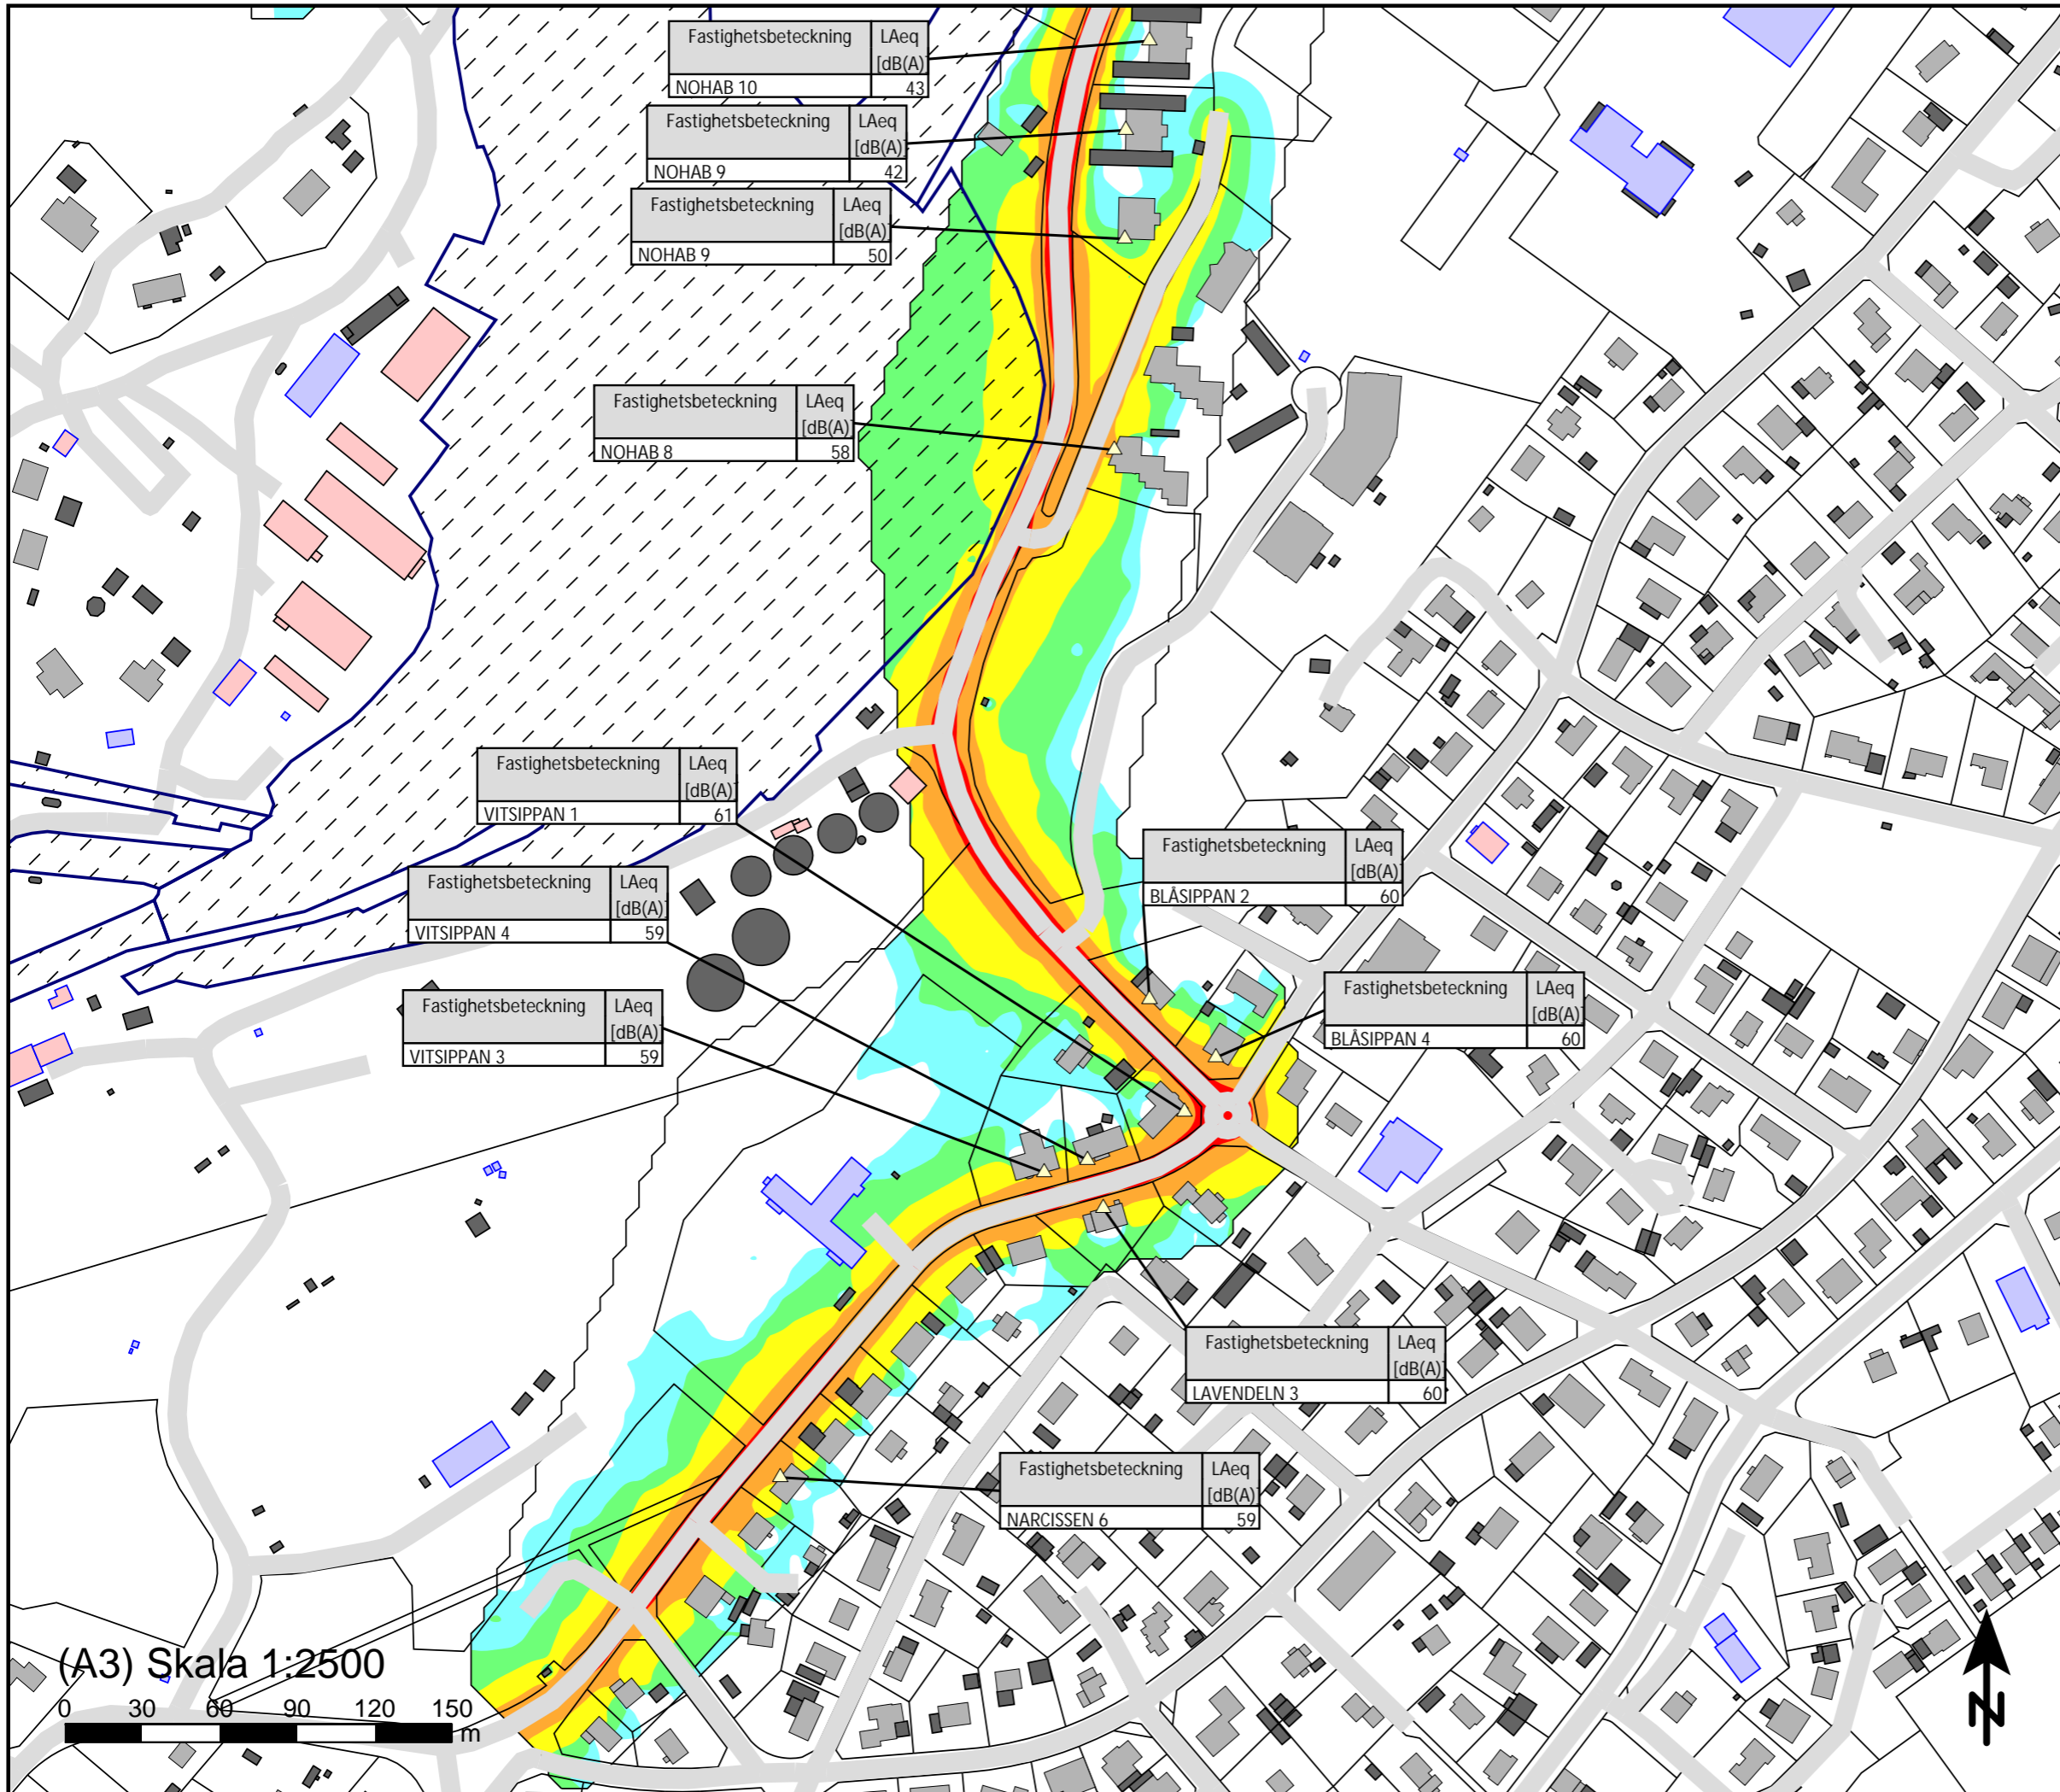 Fastighetsbeteckning LAeq
[dB(A)]
NOHAB 10 43
Fastighetsbeteckning LAeq
[dB(A)]
NOHAB 9 42
Fastighetsbeteckning LAeq
[dB(A)]
NOHAB 9 50
Fastighetsbeteckning LAeq
[dB(A)]
NOHAB 8 58
Fastighetsbeteckning LAeq
[dB(A)]
VITSIPPAN 1 61
Fastighetsbeteckning LAeq
[dB(A)]
BLÅSIPPAN 2 60
Fastighetsbeteckning LAeq
[dB(A)]
VITSIPPAN 4 59
Fastighetsbeteckning LAeq
[dB(A)]
BLÅSIPPAN 4 60
Fastighetsbeteckning LAeq
[dB(A)]
VITSIPPAN 3 59
Fastighetsbeteckning LAeq
[dB(A)]
LAVENDELN 3 60
Fastighetsbeteckning LAeq
[dB(A)]
NARCISSEN 6 59
(A3) Skala 1:2500
0 30 60 90 120 150
m
N